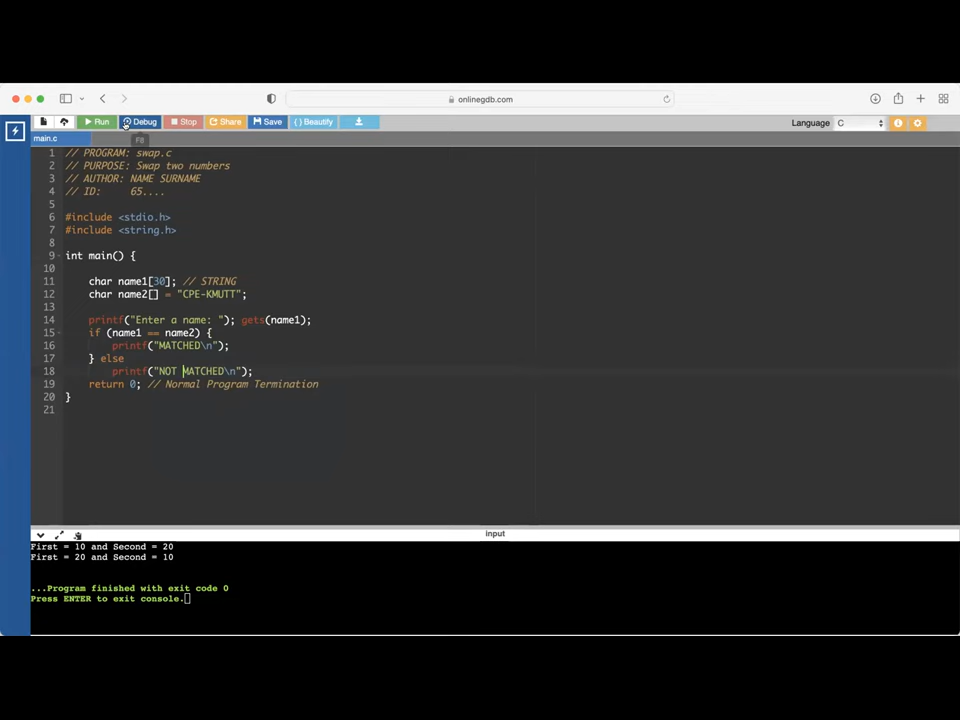 onlinegdb.com
Run Debug Stop Share Save { } Beautify Language C
F8
main.c
1 // PROGRAM: swap.c
2 // PURPOSE: Swap two numbers
3 // AUTHOR: NAME SURNAME
4 // ID: 65....
5
6 #include <stdio.h>
7 #include <string.h>
8
9 int main() {
10
11 char name1[30]; // STRING
12 char name2[] = "CPE-KMUTT";
13
14 printf("Enter a name: "); gets(name1);
15 if (name1 == name2) {
16 printf("MATCHED\n");
17 } else
18 printf("NOT MATCHED\n");
19 return 0; // Normal Program Termination
20 }
21
input
First = 10 and Second = 20
First = 20 and Second = 10
...Program finished with exit code 0
Press ENTER to exit console.